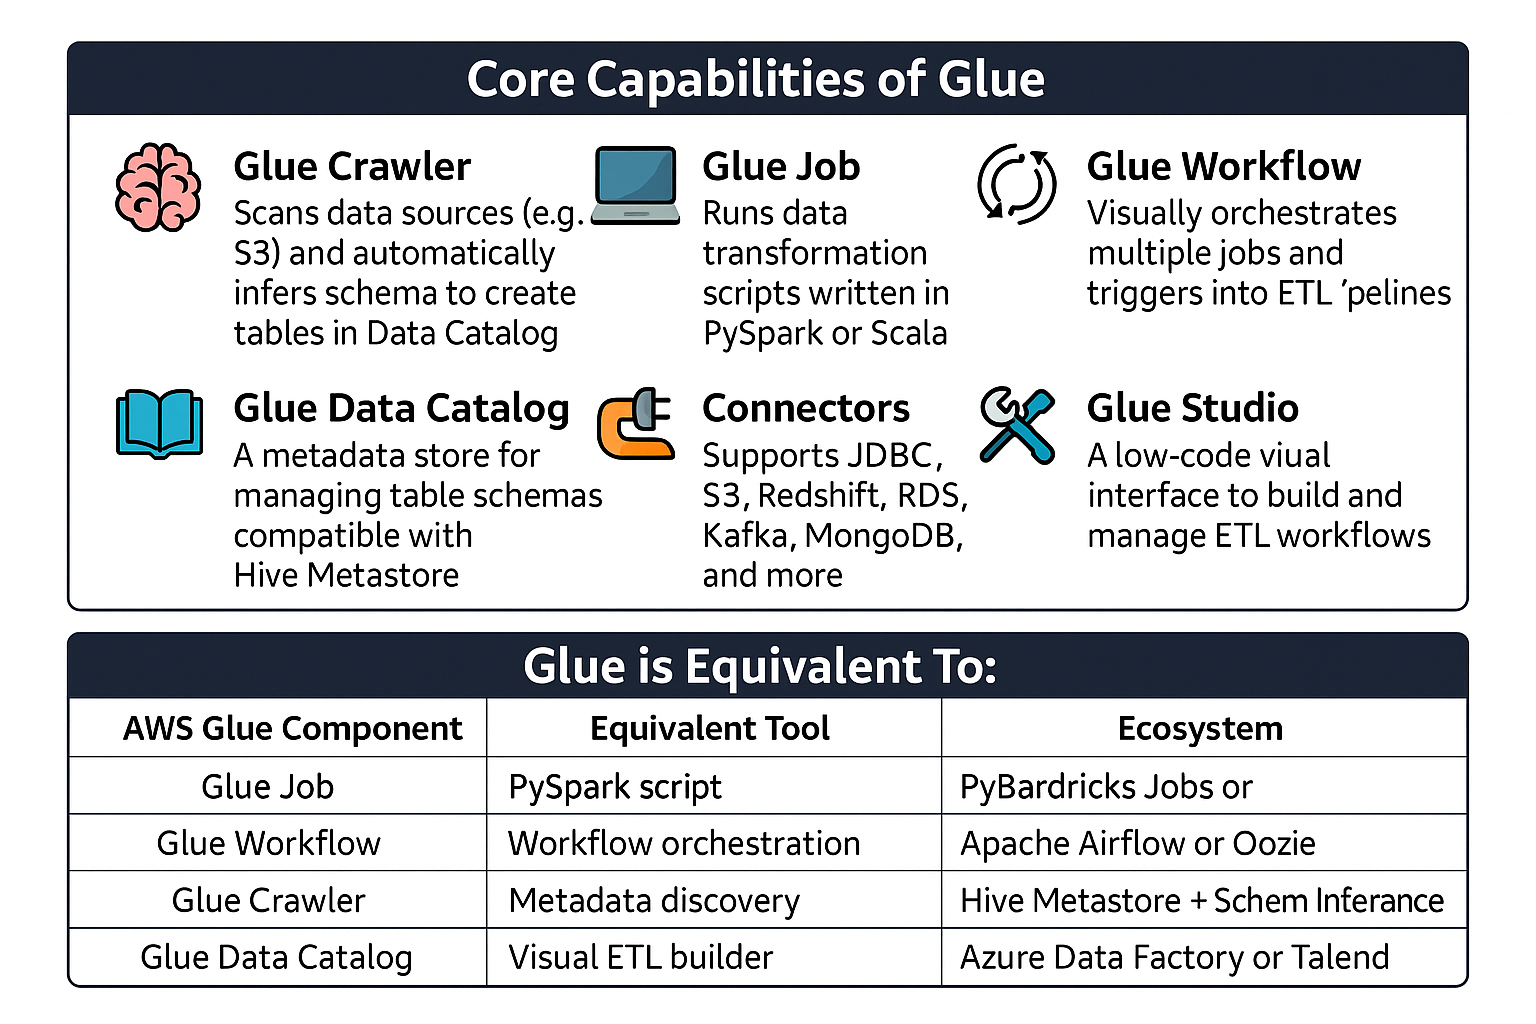 Core Capabilities of Glue
Glue Crawler
Scans data sources (e.g.
S3) and automatically
infers schema to create
tables in Data Catalog
Glue Job
Runs data
transformation
scripts written in
PySpark or Scala
Glue Workflow
Visually orchestrates
multiple jobs and
triggers into ETL ’pelines
Glue Data Catalog
A metadata store for
managing table schemas
compatible with
Hive Metastore
Connectors
Supports JDBC,
S3, Redshift, RDS,
Kafka, MongoDB,
and more
Glue Studio
A low-code viual
interface to build and
manage ETL workflows
Glue is Equivalent To:
AWS Glue Component Equivalent Tool Ecosystem
Glue Job PySpark script PyBardricks Jobs or
Glue Workflow Workflow orchestration Apache Airflow or Oozie
Glue Crawler Metadata discovery Hive Metastore + Schem Inferance
Glue Data Catalog Visual ETL builder Azure Data Factory or Talend